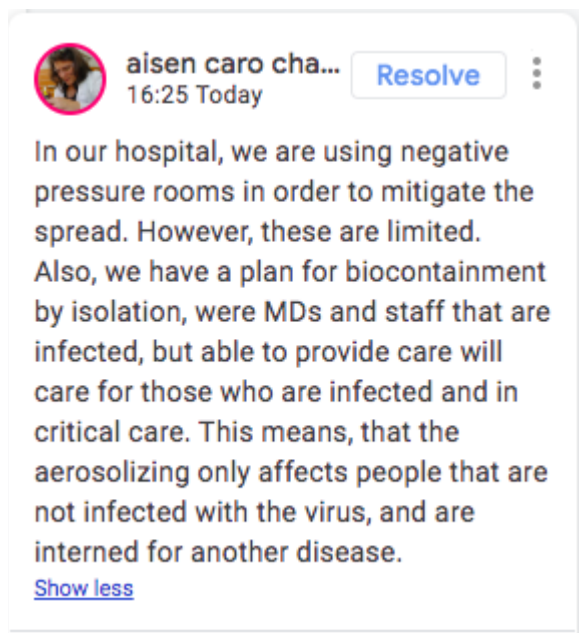 aisen caro cha...
Resolve
16:25 Today
In our hospital, we are using negative
pressure rooms in order to mitigate the
spread. However, these are limited.
Also, we have a plan for biocontainment
by isolation, were MDs and staff that are
infected, but able to provide care will
care for those who are infected and in
critical care. This means, that the
aerosolizing only affects people that are
not infected with the virus, and are
interned for another disease.
Show less